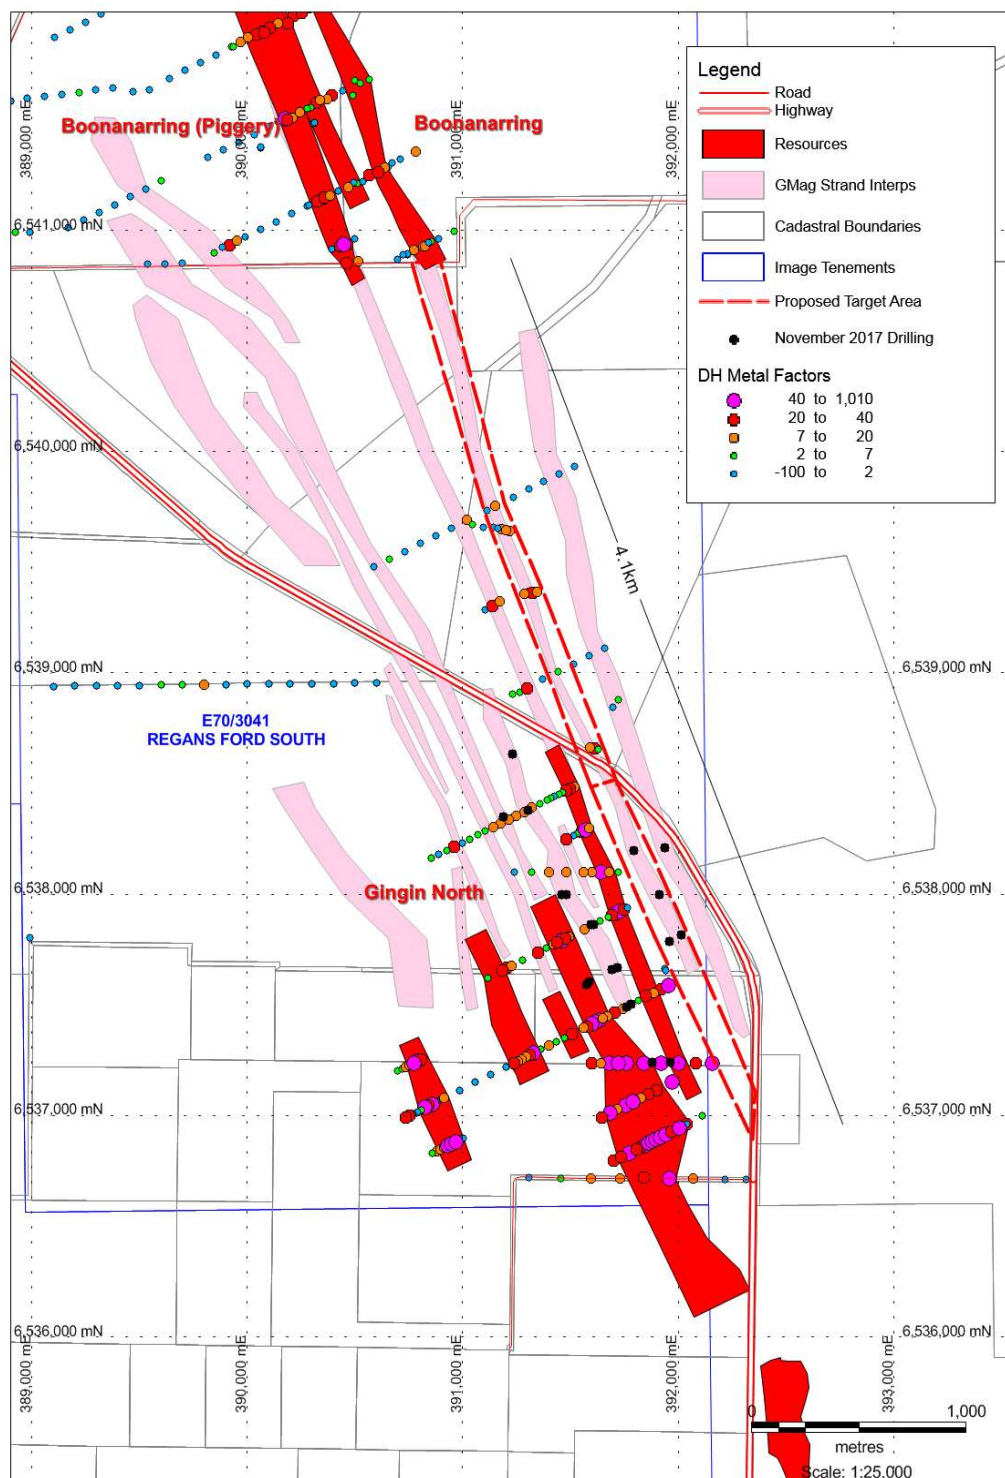 Legend
Road
Highway
Resources
GMag Strand Interps
Cadastral Boundaries
Image Tenements
Proposed Target Area
November 2017 Drilling
DH Metal Factors
40 to 1,010
20 to 40
7 to 20
2 to 7
-100 to 2
389,000 mE
390,000 mE
391,000 mE
392,000 mE
Boonanarring (Piggery)
Boonanarring
6,541,000 mN
6,540,000 mN
4.1km
6,539,000 mN
6,539,000 mN
E70/3041
REGANS FORD SOUTH
6,538,000 mN
6,538,000 mN
Gingin North
6,537,000 mN
6,537,000 mN
6,536,000 mN
6,536,000 mN
389,000 mE
390,000 mE
391,000 mE
392,000 mE
393,000 mE
0 1,000
metres
Scale: 1:25,000